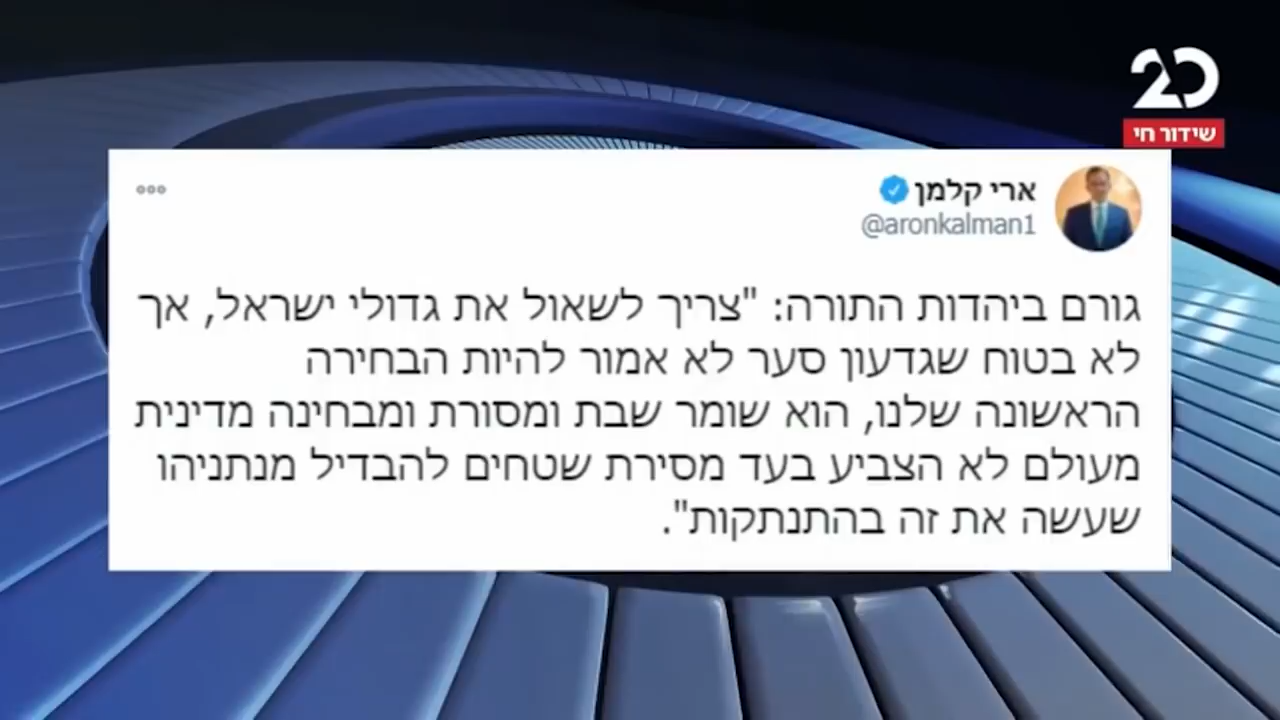 20
שידור חי
ארי קלמן
@aronkalman1
גורם ביהדות התורה: "צריך לשאול את גדולי ישראל, אך
לא בטוח שגדעון סער לא אמור להיות הבחירה
הראשונה שלנו, הוא שומר שבת ומסורת ומבחינה מדינית
מעולם לא הצביע בעד מסירת שטחים להבדיל מנתניהו
שעשה את זה בהתנתקות".